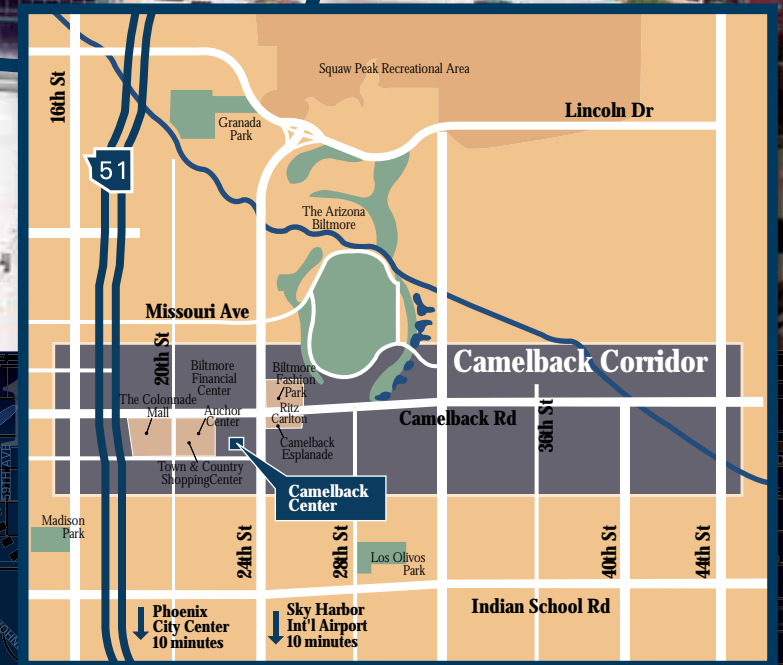 Squaw Peak Recreational Area
16th St
Lincoln Dr
Granada
Park
51
The Arizona
Biltmore
Missouri Ave
20th St
Camelback Corridor
Biltmore
Financial
Center
Biltmore
Fashion
Park
The Colonnade
Mall
Anchor
Center
Ritz
Carlton
Camelback Rd
36th St
Camelback
Esplanade
Town & Country
ShoppingCenter
Camelback
Center
59TH AVE
Madison
Park
24th St
28th St
Los Olivos
Park
40th St
44th St
Indian School Rd
Phoenix
City Center
10 minutes
Sky Harbor
Int'l Airport
10 minutes